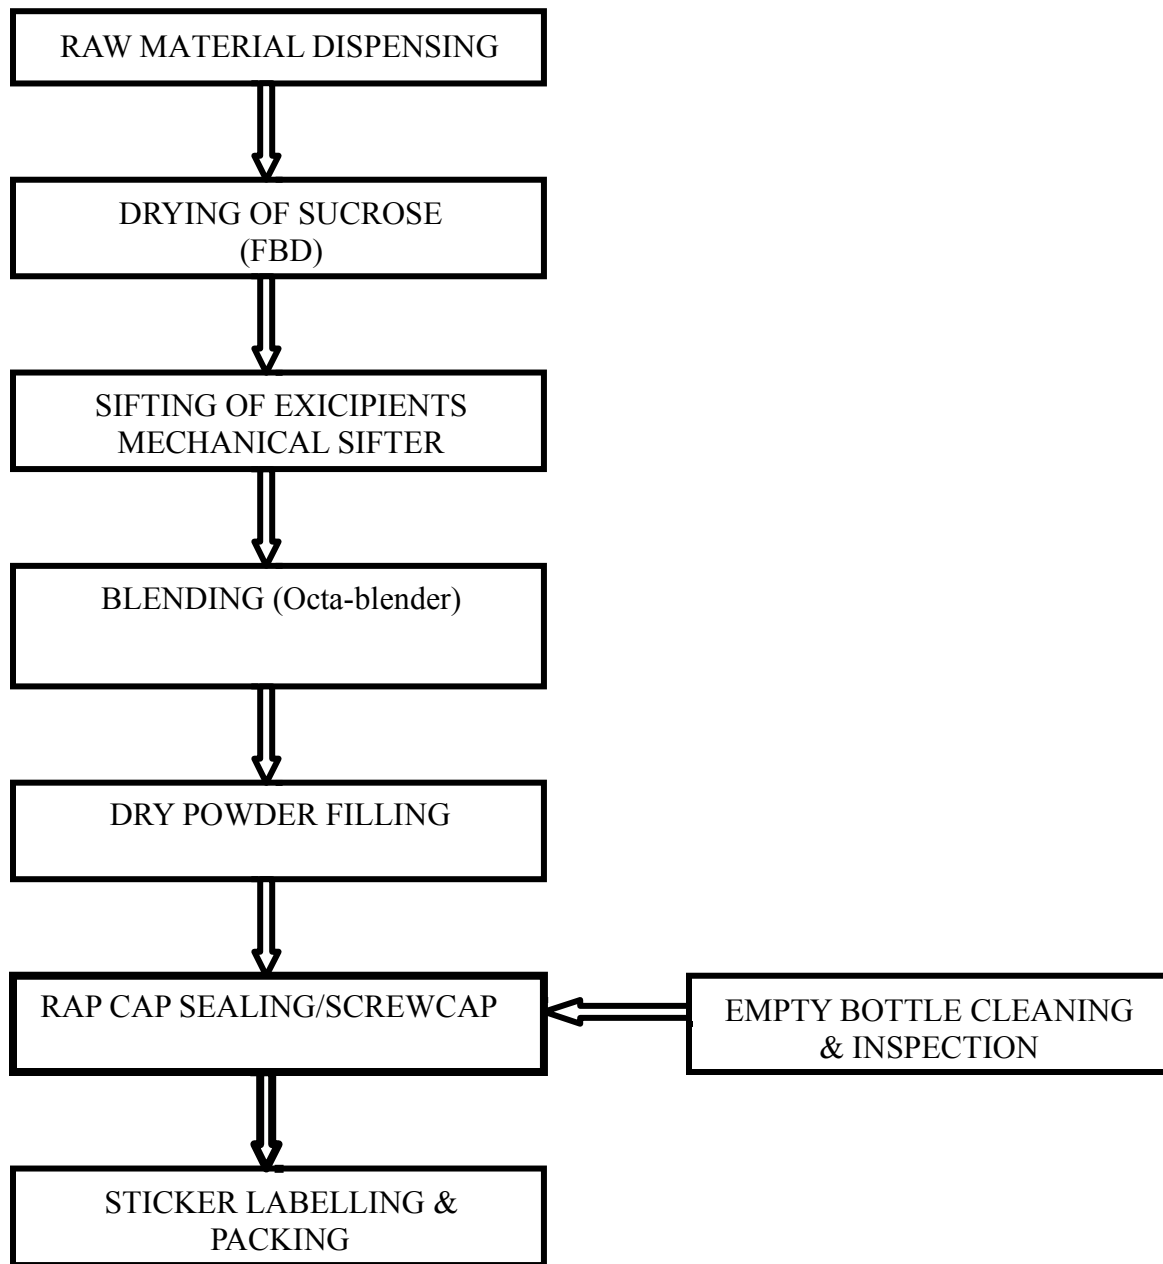 RAW MATERIAL DISPENSING
DRYING OF SUCROSE
(FBD)
SIFTING OF EXICIPIENTS
MECHANICAL SIFTER
BLENDING (Octa-blender)
DRY POWDER FILLING
RAP CAP SEALING/SCREWCAP
EMPTY BOTTLE CLEANING
& INSPECTION
STICKER LABELLING &
PACKING